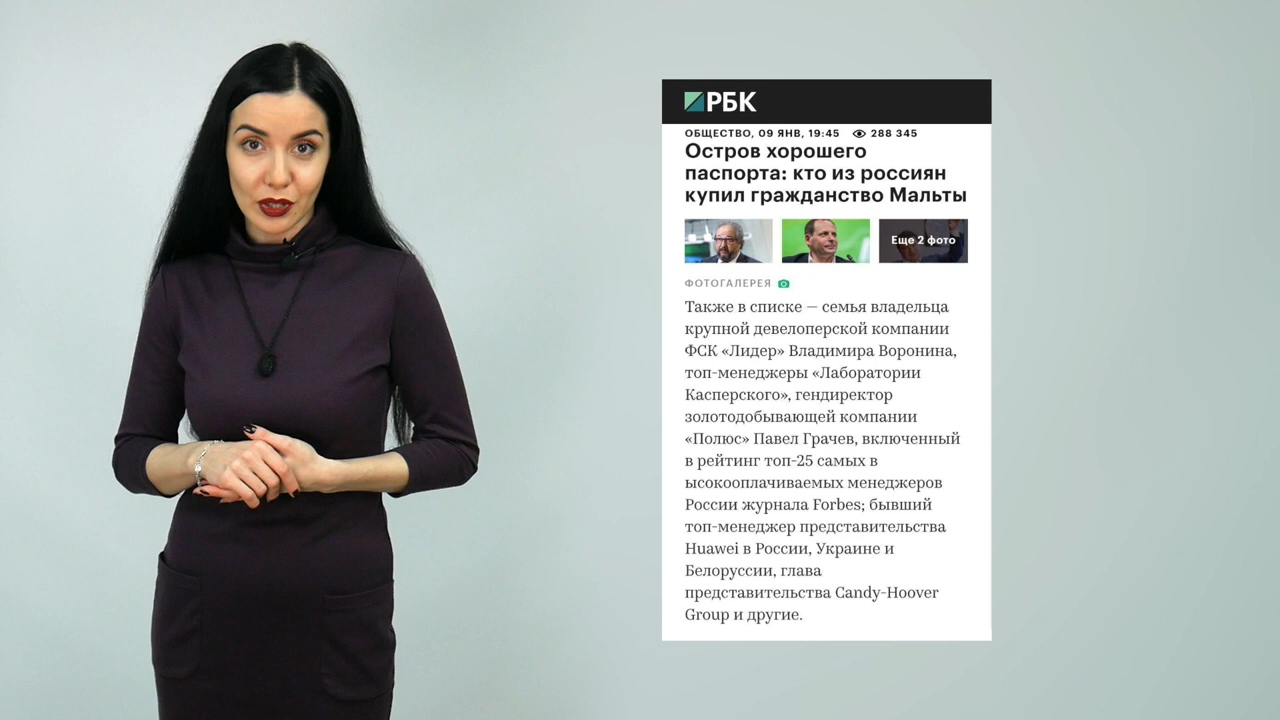 РБК
ОБЩЕСТВО, 09 ЯНВ, 19:45 288 345
Остров хорошего
паспорта: кто из россиян
купил гражданство Мальты
Еще 2 фото
ФОТОГАЛЕРЕЯ
Также в списке — семья владельца
крупной девелоперской компании
ФСК «Лидер» Владимира Воронина,
топ-менеджеры «Лаборатории
Касперского», гендиректор
золотодобывающей компании
«Полюс» Павел Грачев, включенный
в рейтинг топ-25 самых в
ысокооплачиваемых менеджеров
России журнала Forbes; бывший
топ-менеджер представительства
Huawei в России, Украине и
Белоруссии, глава
представительства Candy-Hoover
Group и другие.